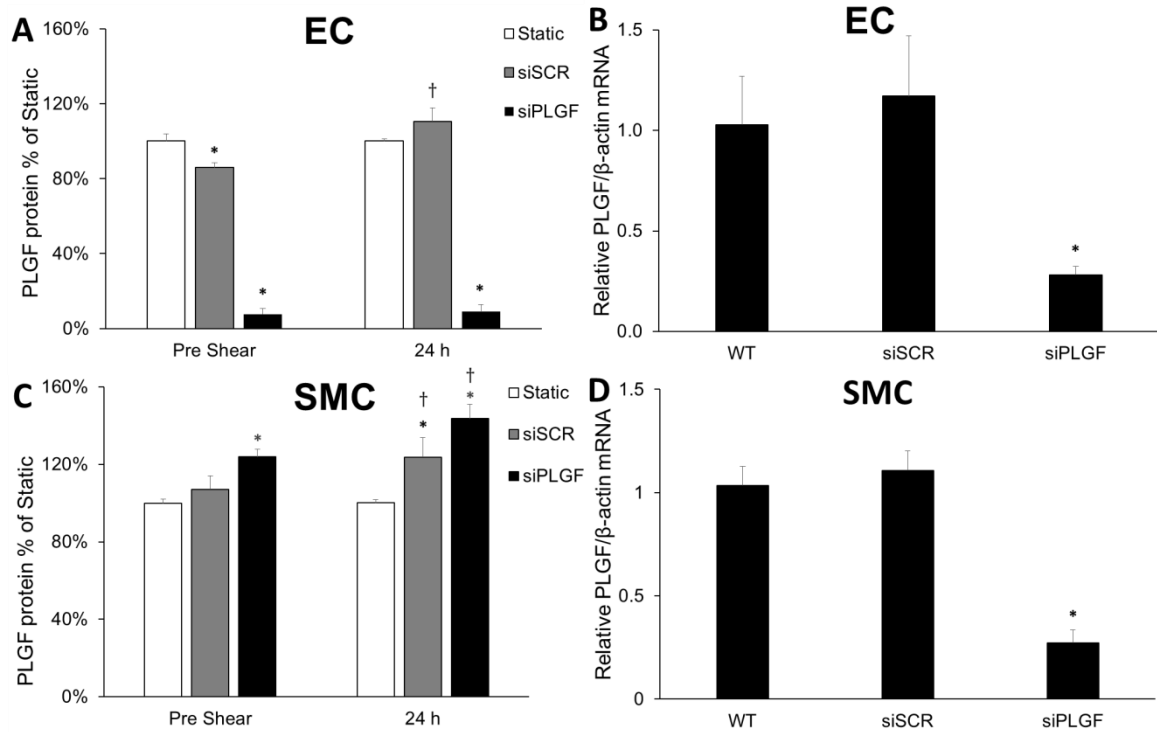 A
EC
PLGF protein % of Static
160%
120%
80%
40%
0%
Static
siSCR
siPLGF
*
*
†
*
Pre Shear
24 h
B
EC
Relative PLGF/β-actin mRNA
1.5
1.0
0.5
0.0
*
WT
siSCR
siPLGF
C
SMC
PLGF protein % of Static
160%
120%
80%
40%
0%
Static
siSCR
siPLGF
*
†
*
†
*
Pre Shear
24 h
D
SMC
Relative PLGF/β-actin mRNA
1.5
1
0.5
0
*
WT
siSCR
siPLGF